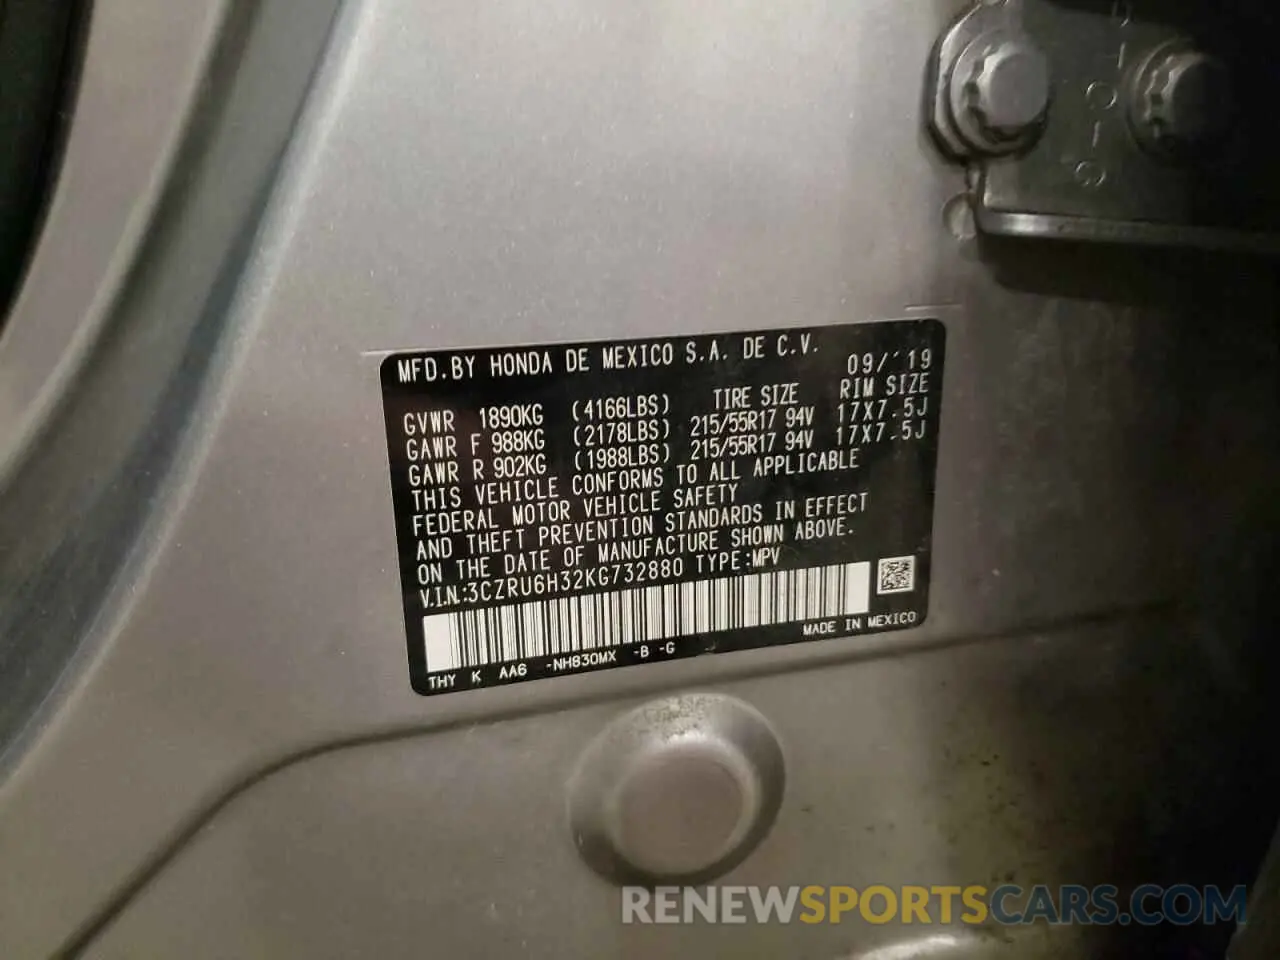 MFD.BY HONDA DE MEXICO S.A. DE C.V.
09/'19
TIRE SIZE RIM SIZE
GVWR 1890KG (4166LBS)
GAWR F 988KG (2178LBS) 215/55R17 94V 17X7.5J
GAWR R 902KG (1988LBS) 215/55R17 94V 17X7.5J
THIS VEHICLE CONFORMS TO ALL APPLICABLE
FEDERAL MOTOR VEHICLE SAFETY
AND THEFT PREVENTION STANDARDS IN EFFECT
ON THE DATE OF MANUFACTURE SHOWN ABOVE.
V.I.N.:3CZRU6H32KG732880 TYPE:MPV
MADE IN MEXICO
THY K AA6 -NH830MX -B -G
RENEWSPORTSCARS.COM